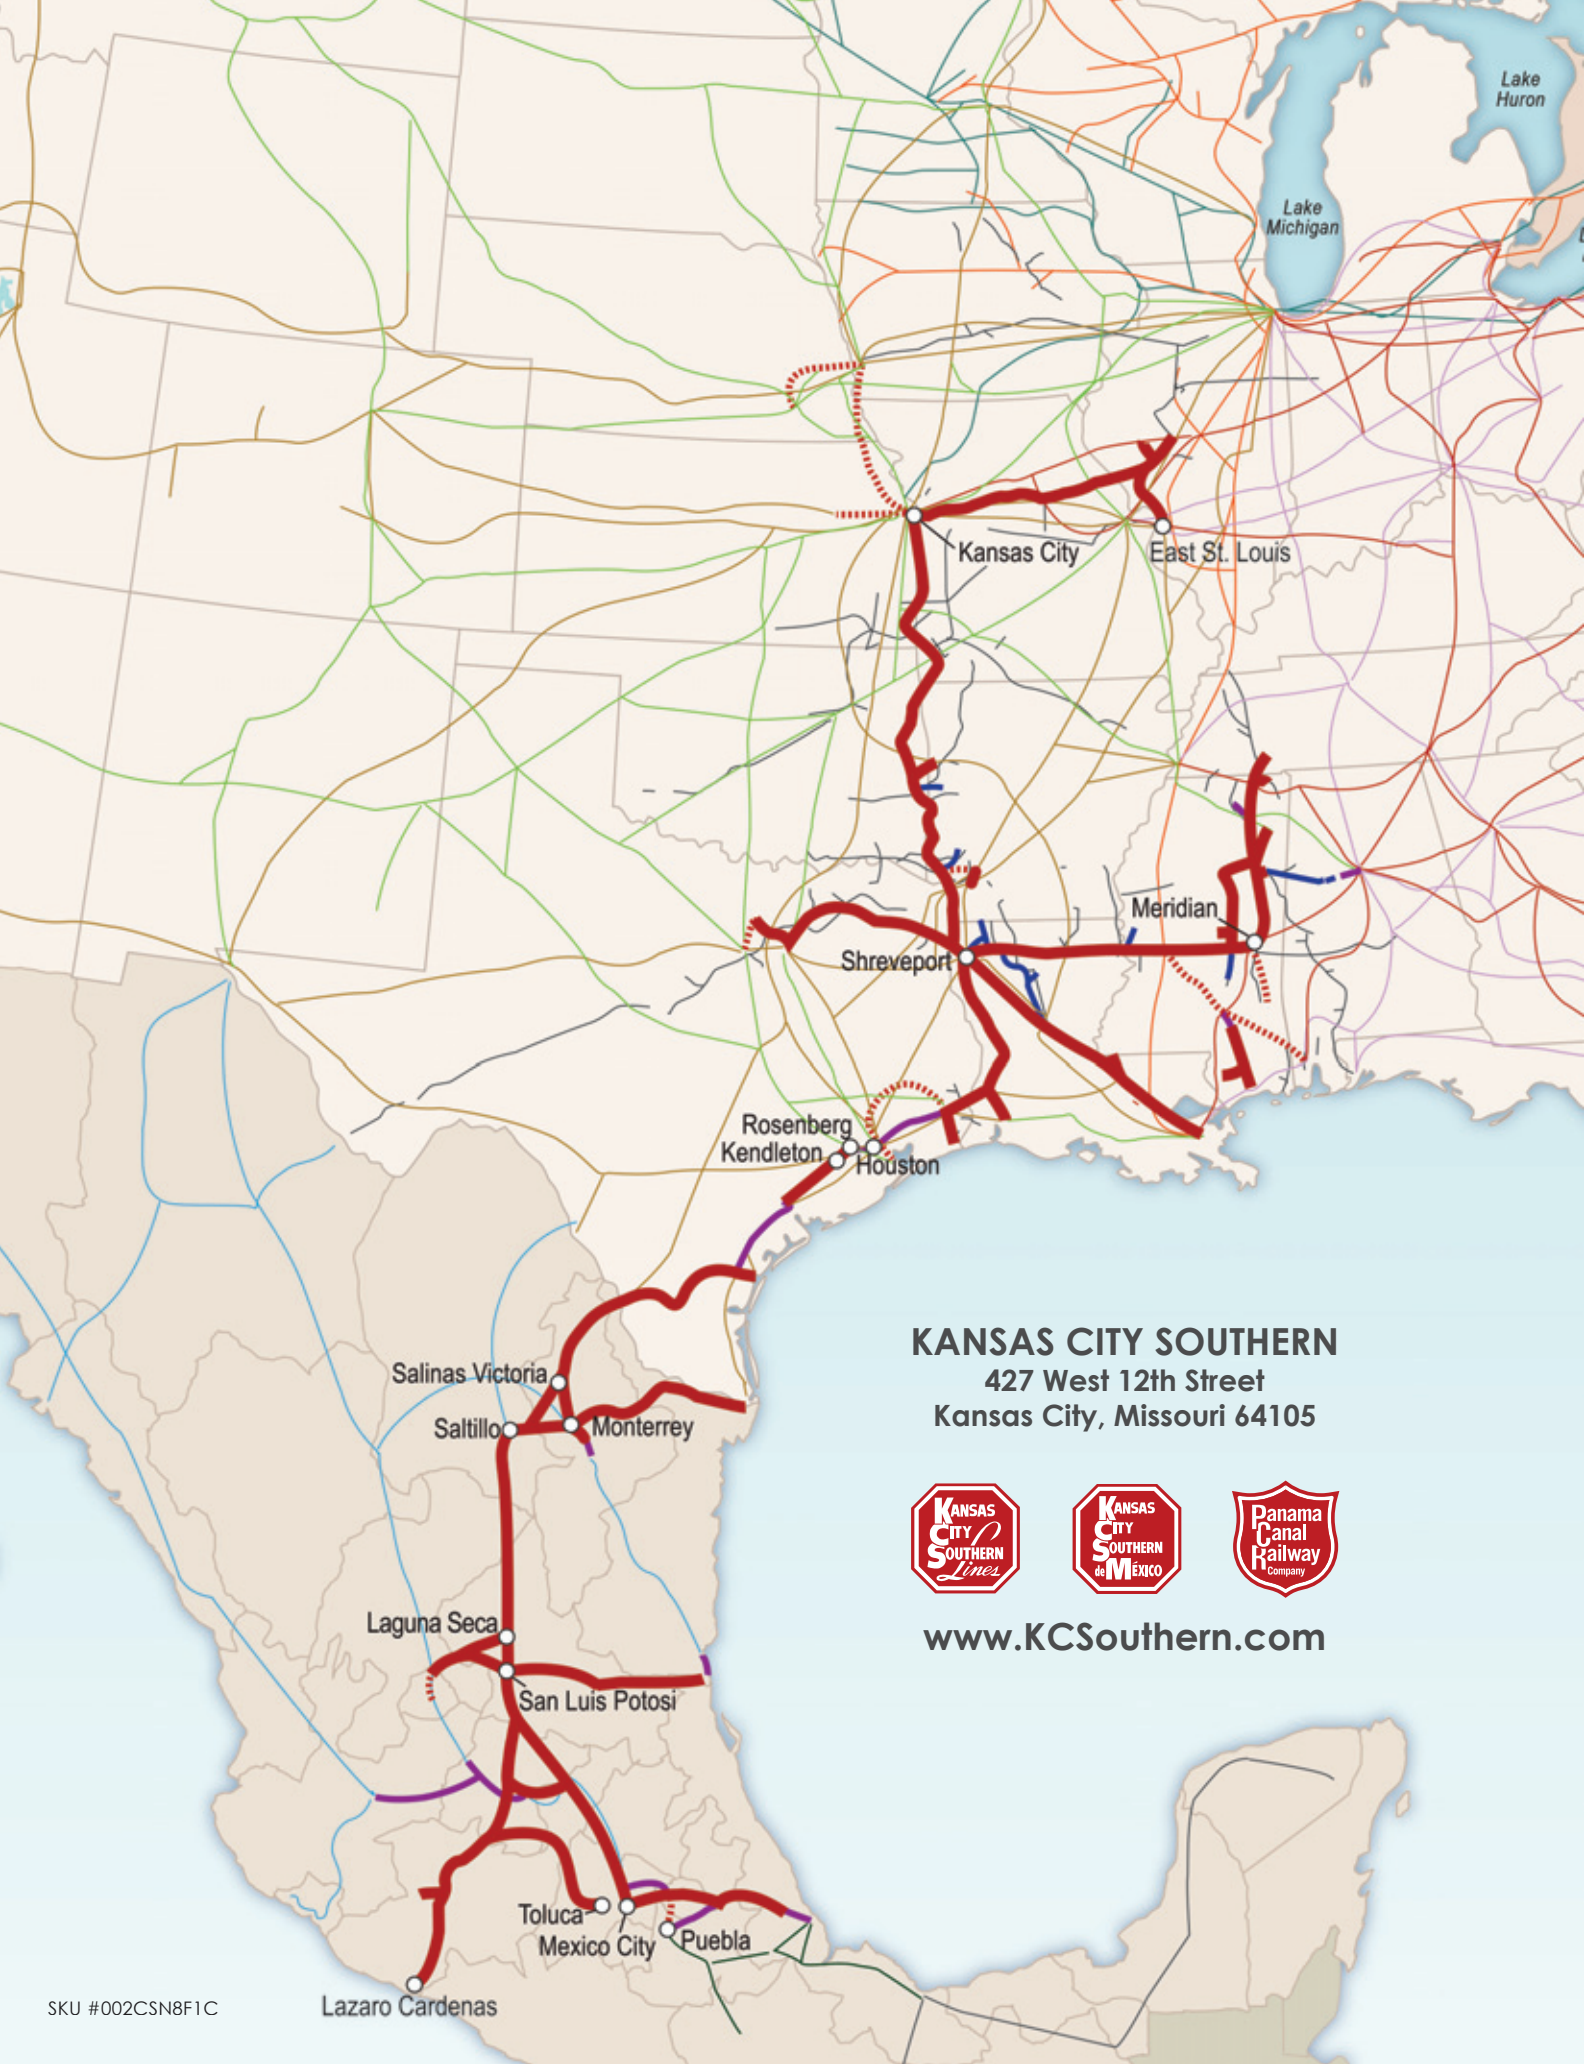 Lake
Huron
Lake
Michigan
Kansas City
East St. Louis
Meridian
Shreveport
Rosenberg
Kendleton
Houston
KANSAS CITY SOUTHERN
427 West 12th Street
Kansas City, Missouri 64105
Salinas Victoria
Saltillo
Monterrey
KANSAS
CITY
SOUTHERN
Lines
KANSAS
CITY
SOUTHERN
de MÉXICO
Panama
Canal
Railway
Company
www.KCSouthern.com
Laguna Seca
San Luis Potosi
Toluca
Mexico City
Puebla
Lazaro Cardenas
SKU #002CSN8F1C